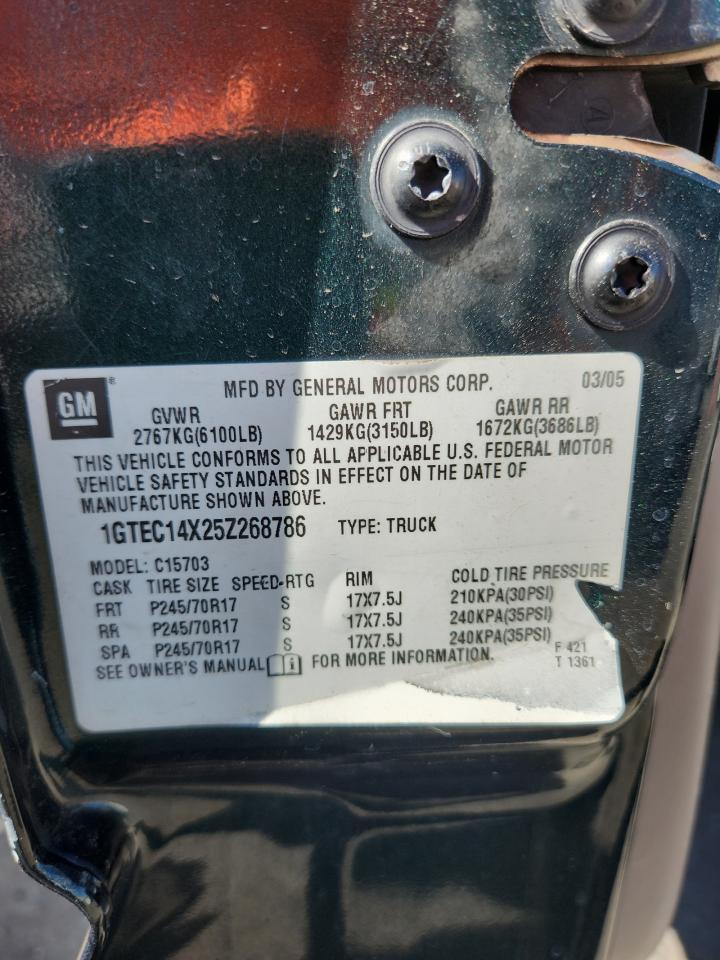 GM
®
MFD BY GENERAL MOTORS CORP. 03/05
GVWR GAWR FRT GAWR RR
2767KG(6100LB) 1429KG(3150LB) 1672KG(3686LB)
THIS VEHICLE CONFORMS TO ALL APPLICABLE U.S. FEDERAL MOTOR
VEHICLE SAFETY STANDARDS IN EFFECT ON THE DATE OF
MANUFACTURE SHOWN ABOVE.
1GTEC14X25Z268786 TYPE: TRUCK
MODEL: C15703
CASK TIRE SIZE SPEED-RTG RIM COLD TIRE PRESSURE
FRT P245/70R17 S 17X7.5J 210KPA(30PSI)
RR P245/70R17 S 17X7.5J 240KPA(35PSI)
SPA P245/70R17 S 17X7.5J 240KPA(35PSI)
SEE OWNER'S MANUAL FOR MORE INFORMATION.
F 421
T 1361